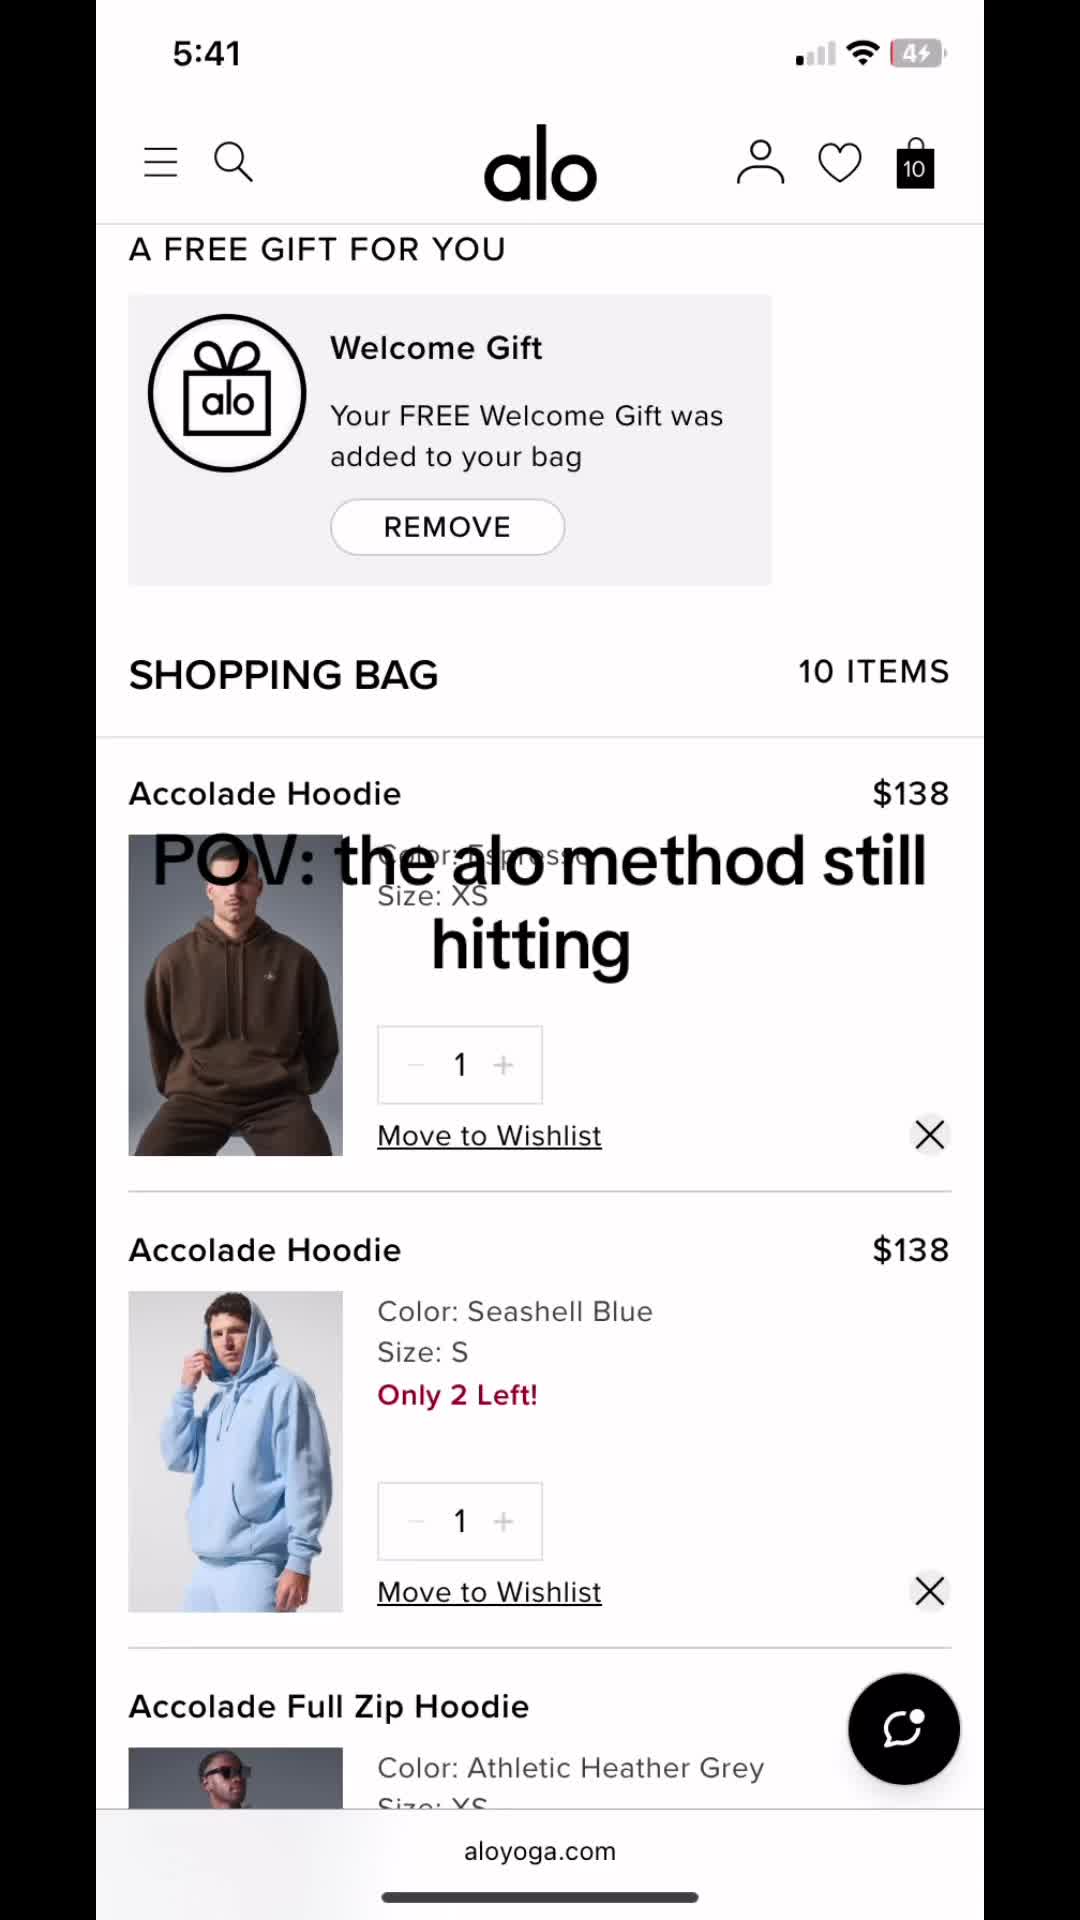 5:41
4
alo
10
A FREE GIFT FOR YOU
alo
Welcome Gift
Your FREE Welcome Gift was
added to your bag
REMOVE
SHOPPING BAG
10 ITEMS
Accolade Hoodie
$138
Color: Espresso
POV: the alo method still
hitting
Size: XS
1
Move to Wishlist
Accolade Hoodie
$138
Color: Seashell Blue
Size: S
Only 2 Left!
1
Move to Wishlist
Accolade Full Zip Hoodie
Color: Athletic Heather Grey
Size: XS
aloyoga.com